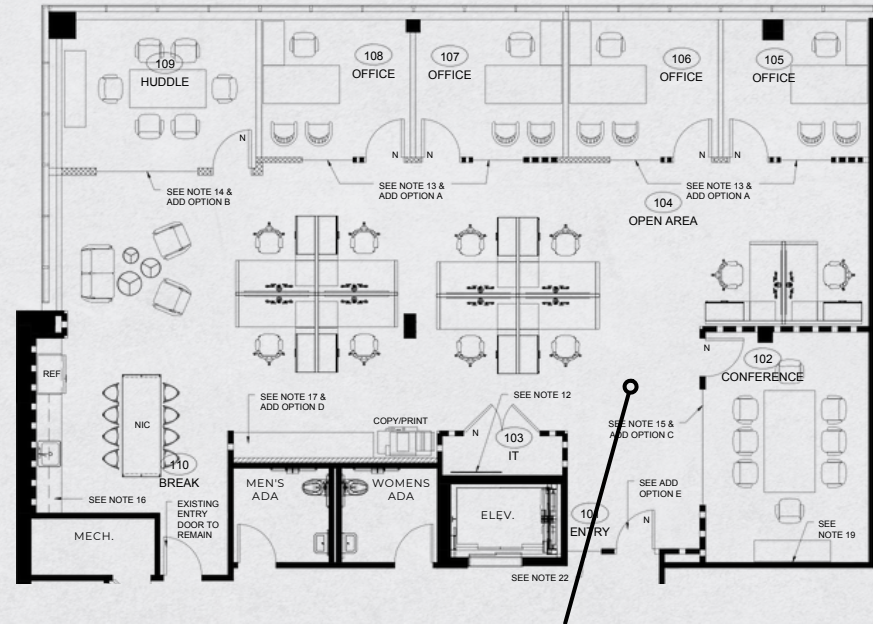 109
HUDDLE
108
OFFICE
107
OFFICE
106
OFFICE
105
OFFICE
N
N
N
N
N
SEE NOTE 14 &
ADD OPTION B
SEE NOTE 13 &
ADD OPTION A
SEE NOTE 13 &
ADD OPTION A
104
OPEN AREA
REF
NIC
SEE NOTE 17 &
ADD OPTION D
COPY/PRINT
SEE NOTE 12
N
103
IT
N
102
CONFERENCE
SEE NOTE 15 &
ADD OPTION C
110
BREAK
SEE NOTE 16
EXISTING
ENTRY
DOOR TO
REMAIN
MECH.
MEN'S
ADA
WOMENS
ADA
ELEV.
SEE ADD
OPTION E
101
ENTRY
N
SEE
NOTE 19
SEE NOTE 22